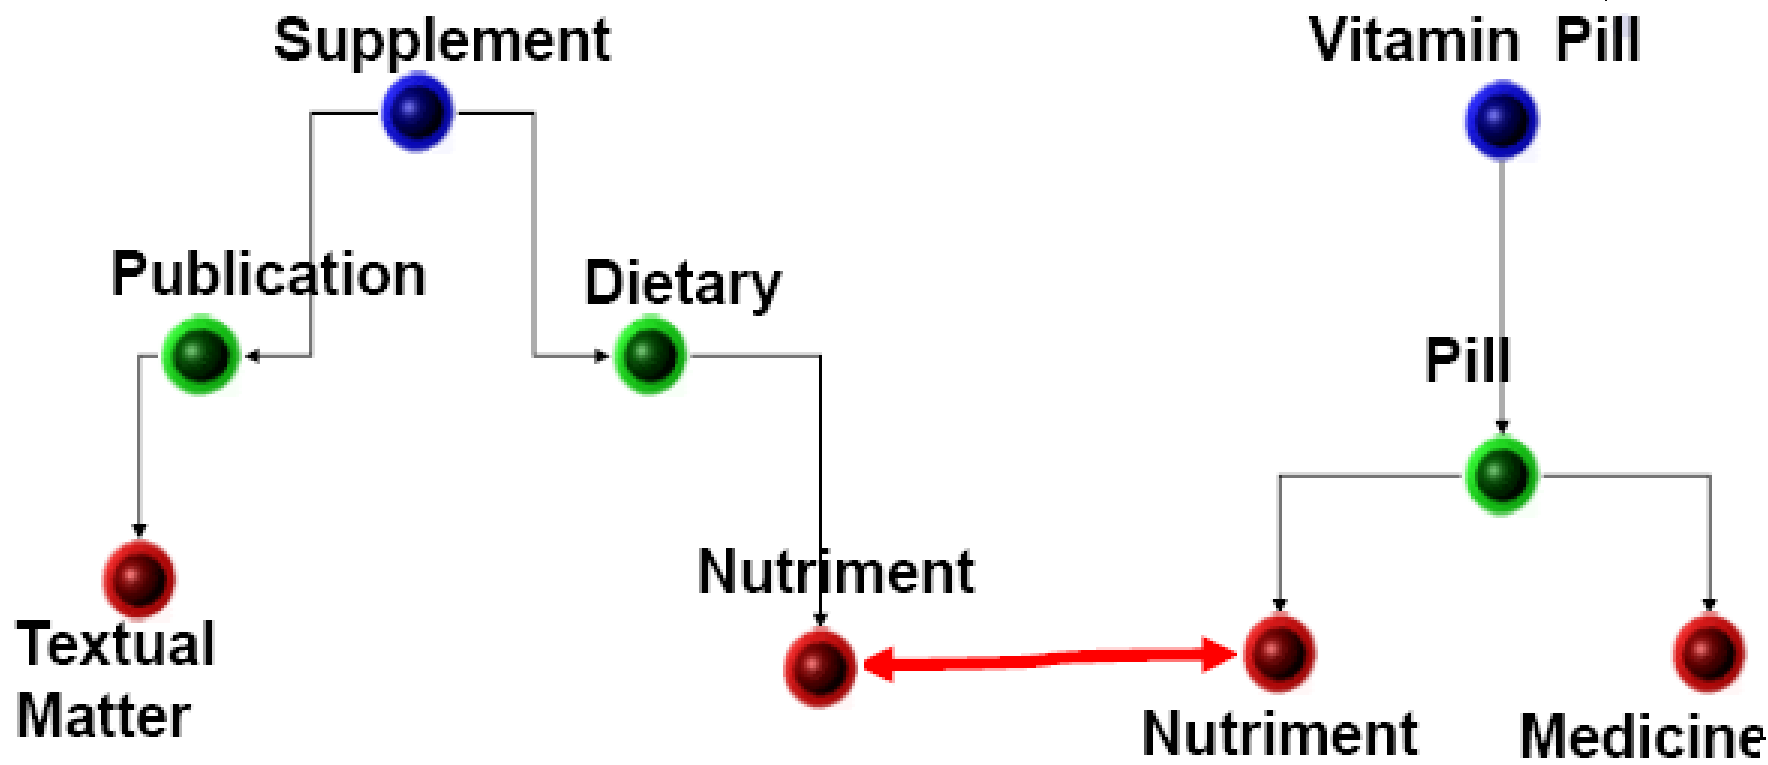 Supplement
Vitamin Pill
Publication
Dietary
Pill
Nutriment
Textual
Matter
Nutriment
Medicine